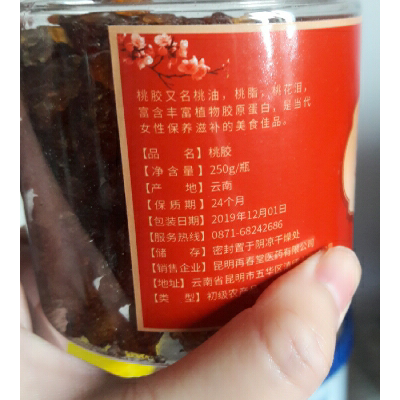 桃胶又名桃油，桃脂，桃花泪，
富含丰富植物胶原蛋白，是当代
女性保养滋补的美食佳品。
【品　名】桃胶
【净含量】250g/瓶
【产　地】云南
【保质期】24个月
【包装日期】2019年12月01日
【服务热线】0871-68242686
【储　存】密封置于阴凉干燥处
【销售企业】昆明再春堂医药有限公司
【地址】云南省昆明市五华区
【类　型】初级农产